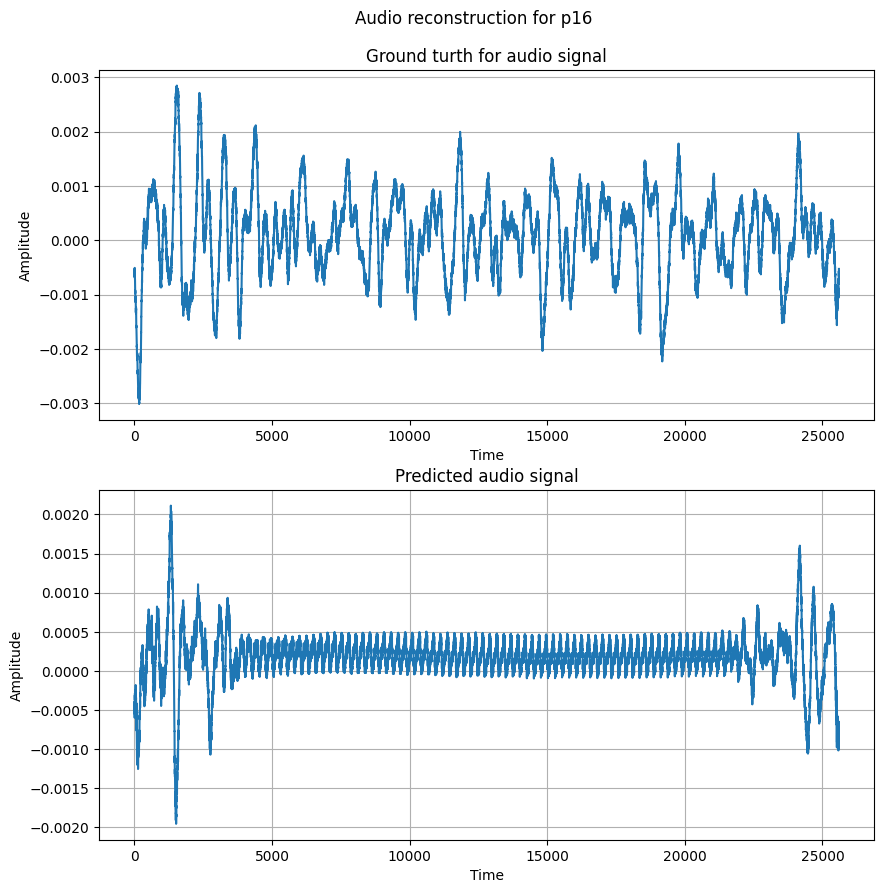 Audio reconstruction for p16
Ground turth for audio signal
0.003
0.002
0.001
0.000
−0.001
−0.002
−0.003
Amplitude
0 5000 10000 15000 20000 25000
Time
Predicted audio signal
0.0020
0.0015
0.0010
0.0005
0.0000
−0.0005
−0.0010
−0.0015
−0.0020
Amplitude
0 5000 10000 15000 20000 25000
Time